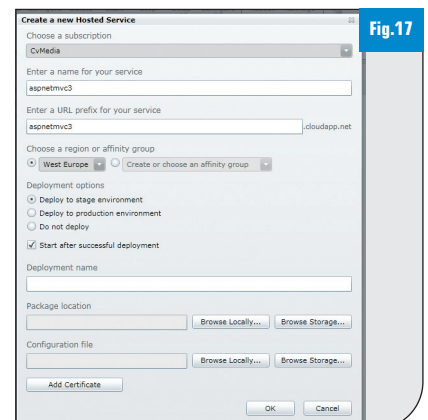 Create a new Hosted Service
Fig.17
Choose a subscription
CvMedia
Enter a name for your service
aspnetmvc3
Enter a URL prefix for your service
aspnetmvc3 .cloudapp.net
Choose a region or affinity group
West Europe Create or choose an affinity group
Deployment options
Deploy to stage environment
Deploy to production environment
Do not deploy
Start after successful deployment
Deployment name
Package location
Browse Locally... Browse Storage...
Configuration file
Browse Locally... Browse Storage...
Add Certificate
OK Cancel